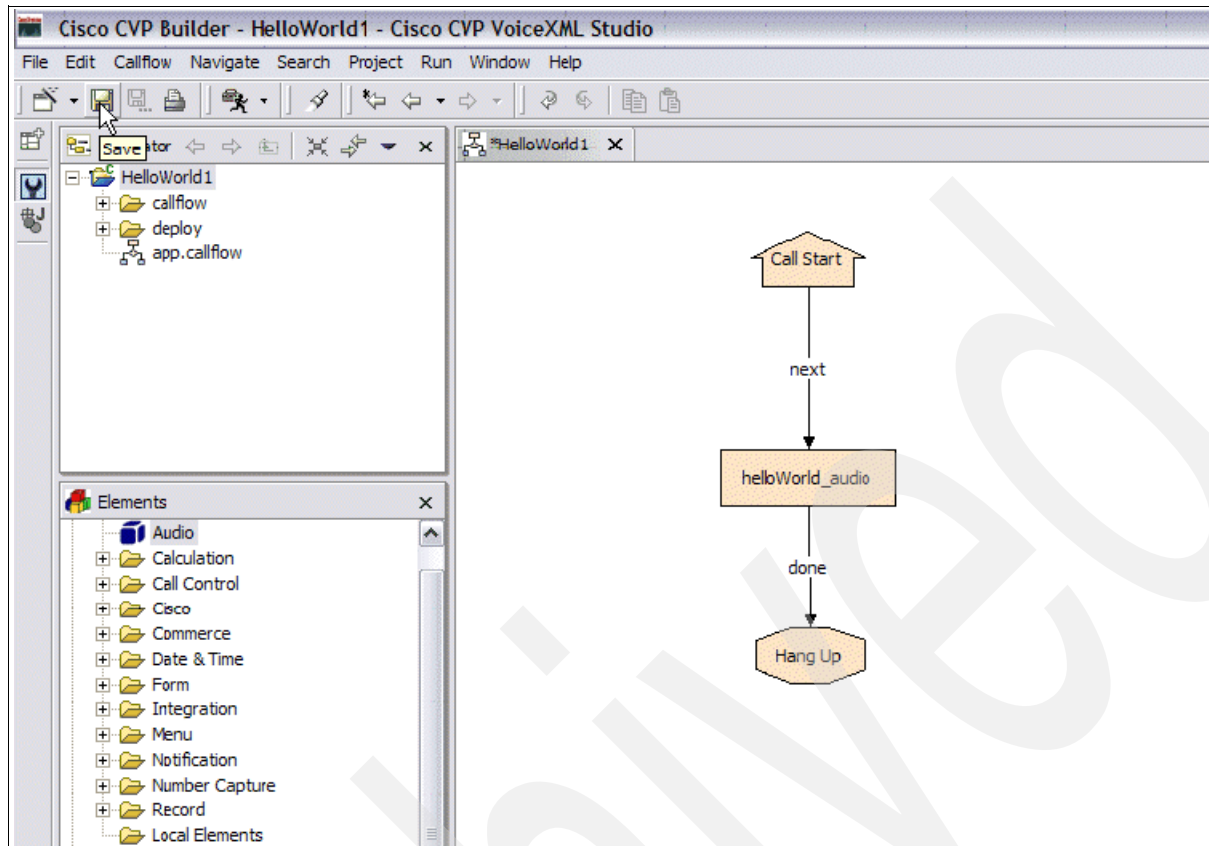 Cisco CVP Builder - HelloWorld1 - Cisco CVP VoiceXML Studio
File Edit Callflow Navigate Search Project Run Window Help
Save
HelloWorld1
callflow
deploy
app.callflow
*HelloWorld1
Call Start
next
helloWorld_audio
done
Hang Up
Elements
Audio
Calculation
Call Control
Cisco
Commerce
Date & Time
Form
Integration
Menu
Notification
Number Capture
Record
Local Elements